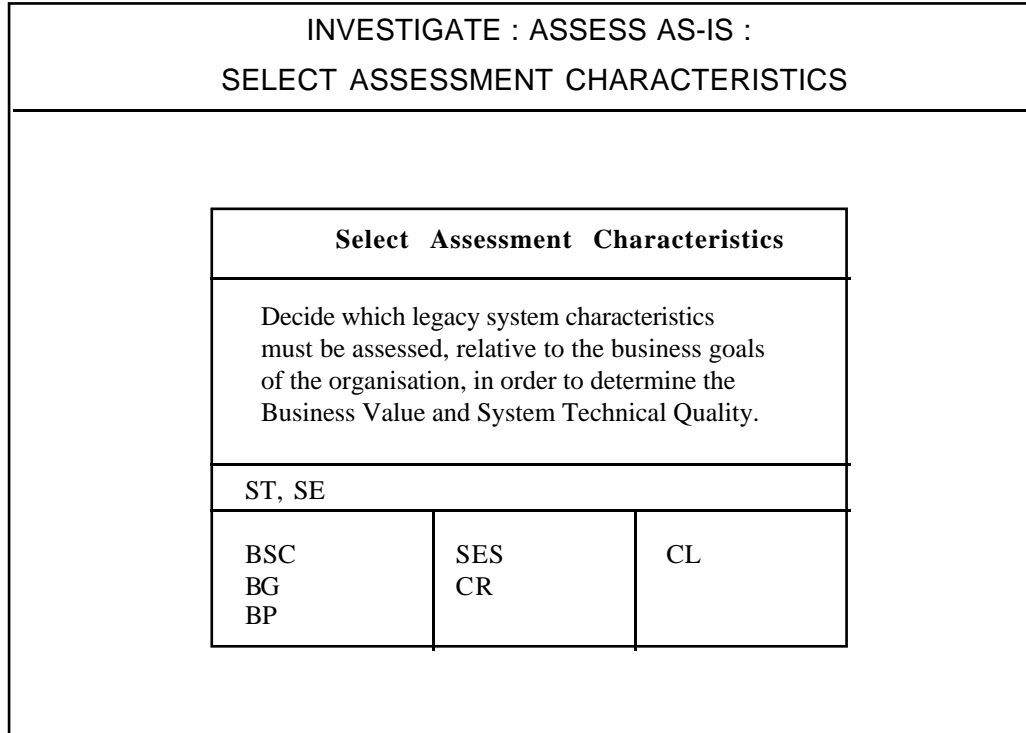 INVESTIGATE : ASSESS AS-IS :
SELECT ASSESSMENT CHARACTERISTICS
Select Assessment Characteristics
Decide which legacy system characteristics
must be assessed, relative to the business goals
of the organisation, in order to determine the
Business Value and System Technical Quality.
ST, SE
BSC
BG
BP
SES
CR
CL